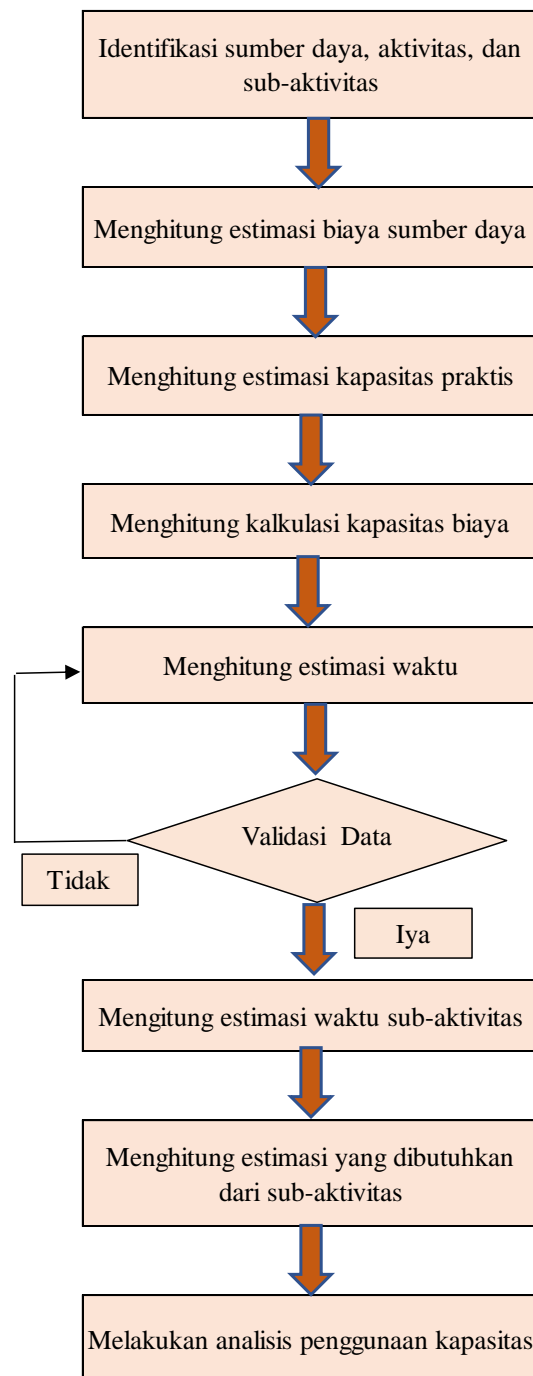 Identifikasi sumber daya, aktivitas, dan
sub-aktivitas
Menghitung estimasi biaya sumber daya
Menghitung estimasi kapasitas praktis
Menghitung kalkulasi kapasitas biaya
Menghitung estimasi waktu
Validasi Data
Tidak
Iya
Mengitung estimasi waktu sub-aktivitas
Menghitung estimasi yang dibutuhkan
dari sub-aktivitas
Melakukan analisis penggunaan kapasitas